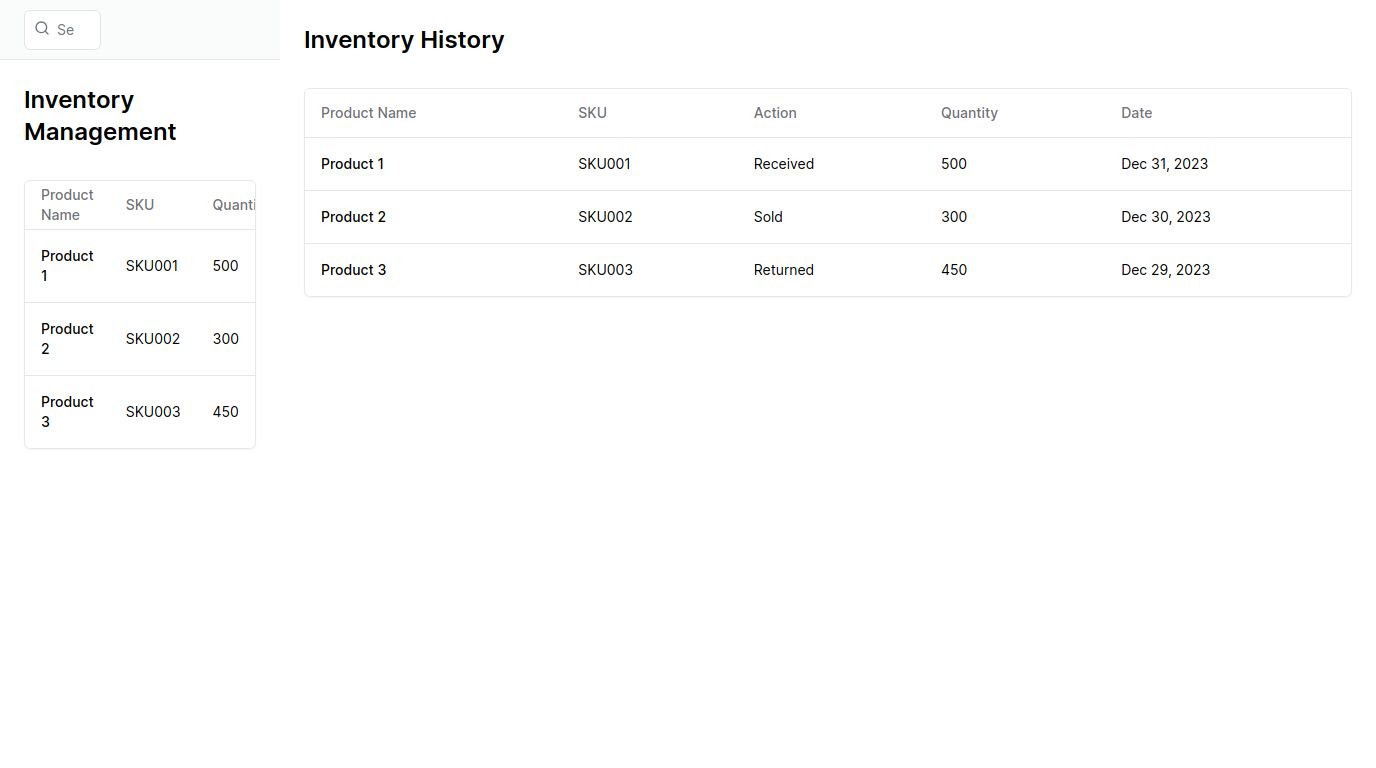 Se
Inventory
Management
Product Name SKU Quanti
Product 1 SKU001 500
Product 2 SKU002 300
Product 3 SKU003 450
Inventory History
Product Name SKU Action Quantity Date
Product 1 SKU001 Received 500 Dec 31, 2023
Product 2 SKU002 Sold 300 Dec 30, 2023
Product 3 SKU003 Returned 450 Dec 29, 2023